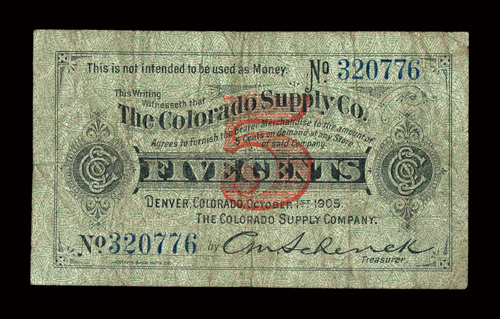 This is not intended to be used as Money. No 320776
This Writing
Witnesseth that
The Colorado Supply Co.
Agrees to furnish the bearer Merchandise to the amount of
5 Cents on demand at any Store
of said Company.
5
FIVE CENTS
Denver, Colorado, October 1st 1905.
The Colorado Supply Company.
No 320776 by
Treasurer.